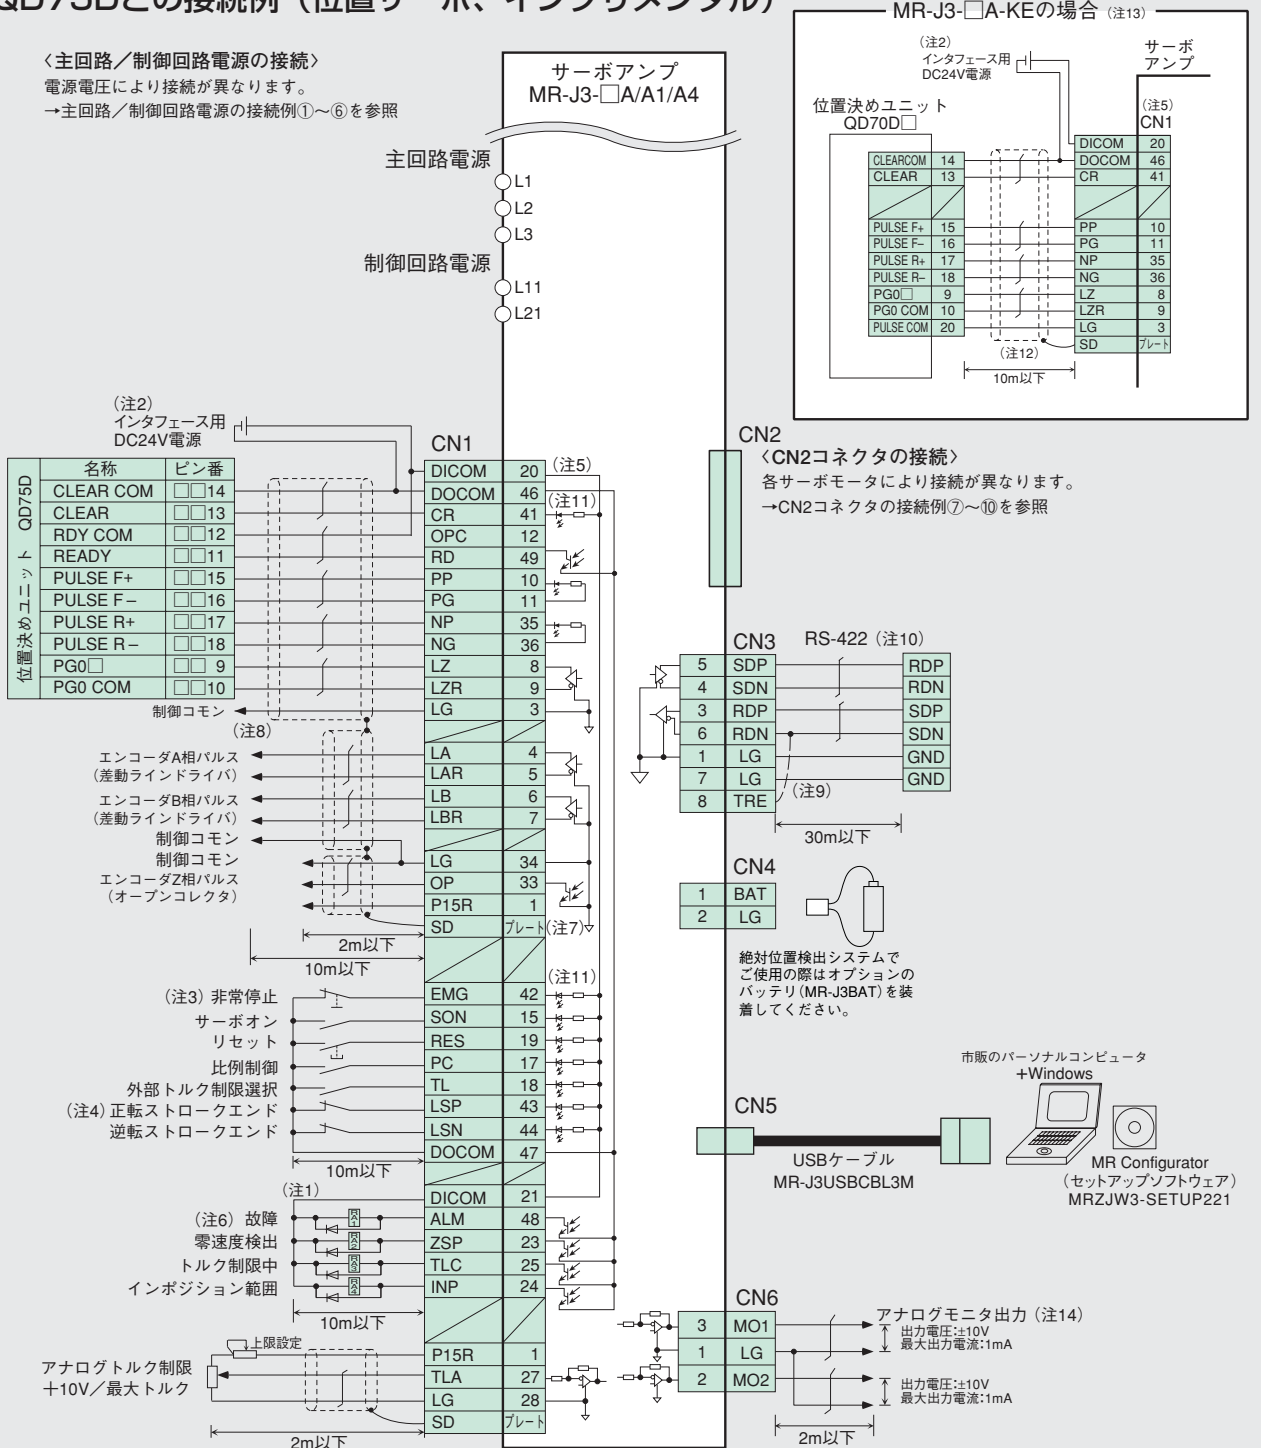 QD75Dとの接続例（位置サーボ、インクリメンタル）
〈主回路／制御回路電源の接続〉
電源電圧により接続が異なります。
→主回路／制御回路電源の接続例①～⑥を参照
サーボアンプ
MR-J3-□A/A1/A4
主回路電源
L1
L2
L3
制御回路電源
L11
L21
MR-J3-□A-KEの場合（注13）
（注2）
インタフェース用
DC24V電源
サーボ
アンプ
位置決めユニット
QD70D□
（注5）
CN1
DICOM 20
CLEARCOM 14 DOCOM 46
CLEAR 13 CR 41
PULSE F+ 15 PP 10
PULSE F− 16 PG 11
PULSE R+ 17 NP 35
PULSE R− 18 NG 36
PG0□ 9 LZ 8
PG0 COM 10 LZR 9
PULSE COM 20 LG 3
SD プレート
（注12）
10m以下
（注2）
インタフェース用
DC24V電源
CN1
位置決めユニット QD75D
名称 ピン番
CLEAR COM □□14
CLEAR □□13
RDY COM □□12
READY □□11
PULSE F+ □□15
PULSE F− □□16
PULSE R+ □□17
PULSE R− □□18
PG0□ □□ 9
PG0 COM □□10
制御コモン
（注8）
DICOM 20 （注5）
DOCOM 46
CR 41 （注11）
OPC 12
RD 49
PP 10
PG 11
NP 35
NG 36
LZ 8
LZR 9
LG 3
エンコーダA相パルス
（差動ラインドライバ）
エンコーダB相パルス
（差動ラインドライバ）
制御コモン
制御コモン
エンコーダZ相パルス
（オープンコレクタ）
LA 4
LAR 5
LB 6
LBR 7
LG 34
OP 33
P15R 1
SD プレート （注7）
2m以下
10m以下
（注11）
（注3）非常停止 EMG 42
サーボオン SON 15
リセット RES 19
比例制御 PC 17
外部トルク制限選択 TL 18
（注4）正転ストロークエンド LSP 43
逆転ストロークエンド LSN 44
DOCOM 47
10m以下
（注1）
DICOM 21
（注6）故障 RA1 ALM 48
零速度検出 RA2 ZSP 23
トルク制限中 RA3 TLC 25
インポジション範囲 RA4 INP 24
10m以下
上限設定
アナログトルク制限
＋10V／最大トルク
P15R 1
TLA 27
LG 28
SD プレート
2m以下
CN2
〈CN2コネクタの接続〉
各サーボモータにより接続が異なります。
→CN2コネクタの接続例⑦～⑩を参照
CN3
RS-422（注10）
5 SDP RDP
4 SDN RDN
3 RDP SDP
6 RDN SDN
1 LG GND
7 LG GND
8 TRE
（注9）
30m以下
CN4
1 BAT
2 LG
絶対位置検出システムで
ご使用の際はオプションの
バッテリ（MR-J3BAT）を装
着してください。
CN5
USBケーブル
MR-J3USBCBL3M
市販のパーソナルコンピュータ
+Windows
MR Configurator
（セットアップソフトウェア）
MRZJW3-SETUP221
CN6
3 MO1
1 LG
2 MO2
アナログモニタ出力（注14）
出力電圧:±10V
最大出力電流:1mA
出力電圧:±10V
最大出力電流:1mA
2m以下